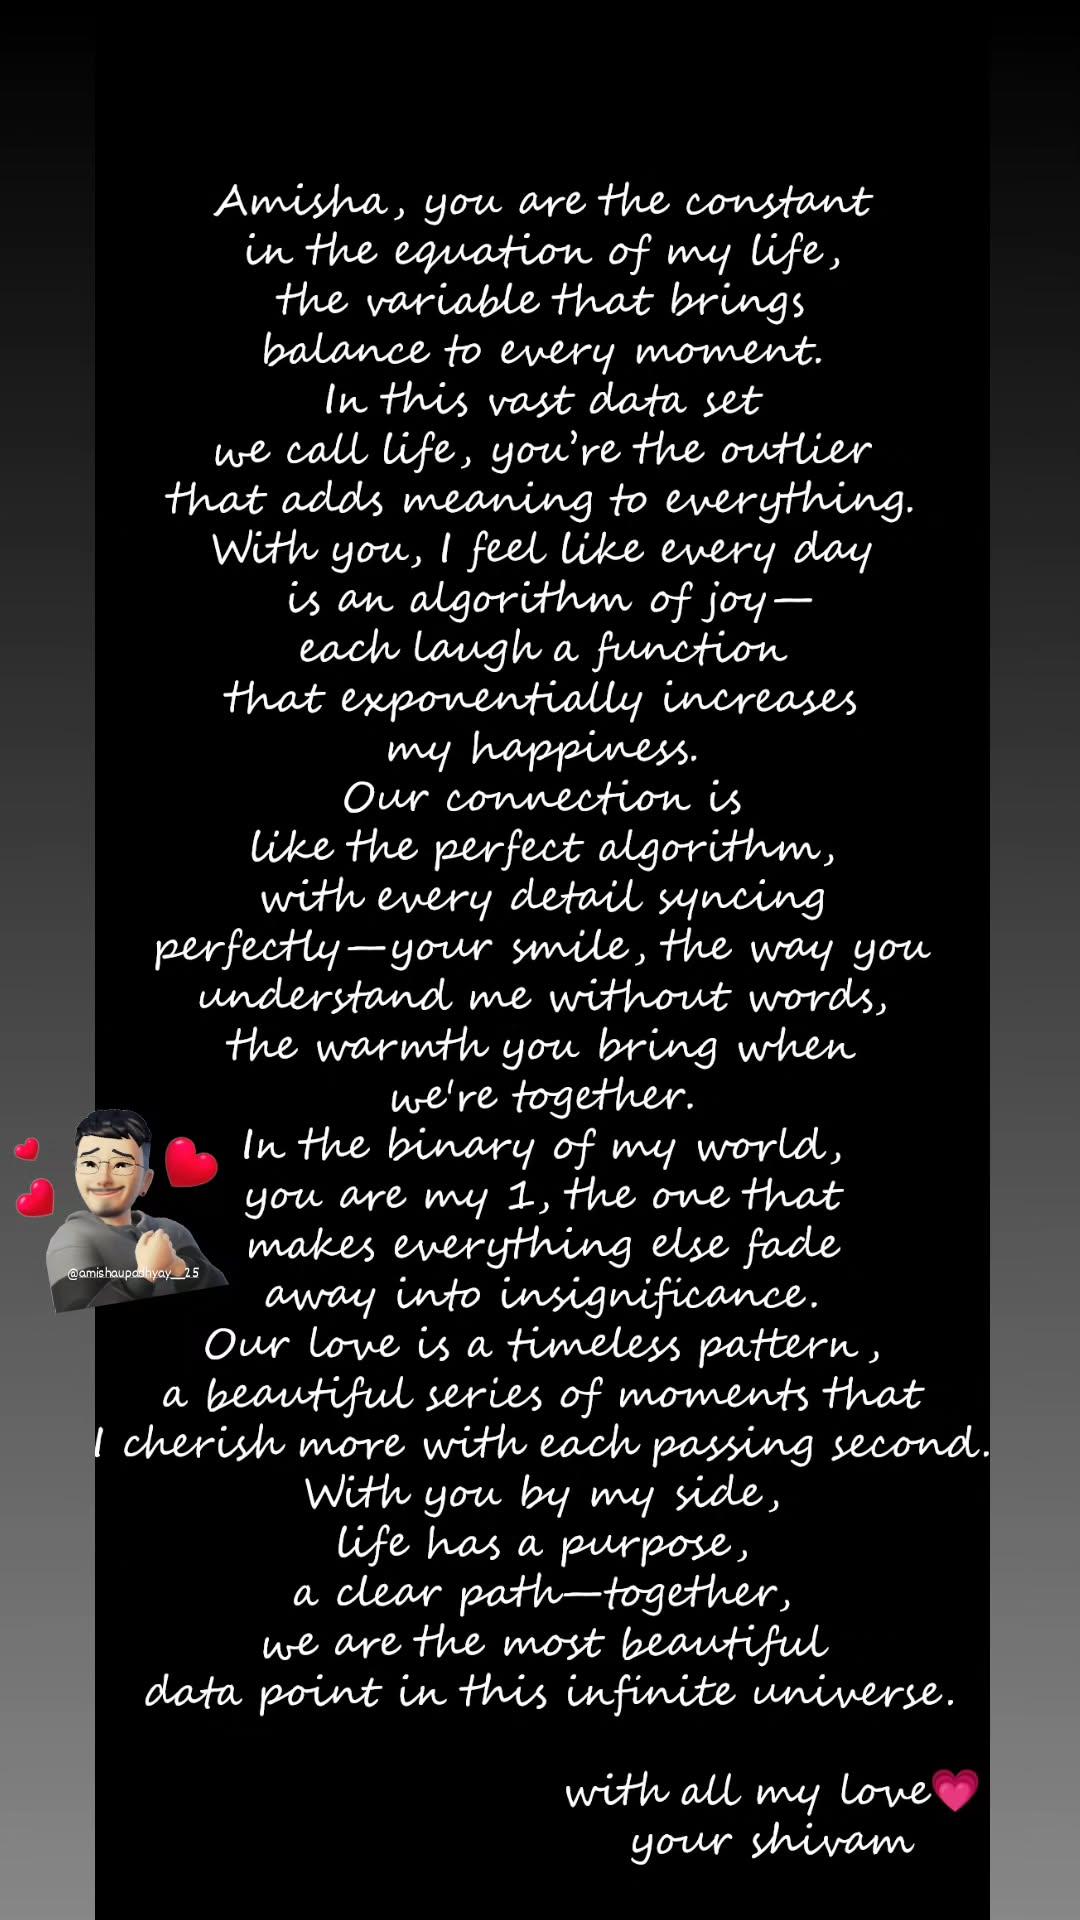 Amisha, you are the constant
in the equation of my life,
the variable that brings
balance to every moment.
In this vast data set
we call life, you’re the outlier
that adds meaning to everything.
With you, I feel like every day
is an algorithm of joy—
each laugh a function
that exponentially increases
my happiness.
Our connection is
like the perfect algorithm,
with every detail syncing
perfectly—your smile, the way you
understand me without words,
the warmth you bring when
we're together.
In the binary of my world,
you are my 1, the one that
makes everything else fade
away into insignificance.
@amishaupadhyay__25
Our love is a timeless pattern,
a beautiful series of moments that
I cherish more with each passing second.
With you by my side,
life has a purpose,
a clear path—together,
we are the most beautiful
data point in this infinite universe.
with all my love💗
your shivam